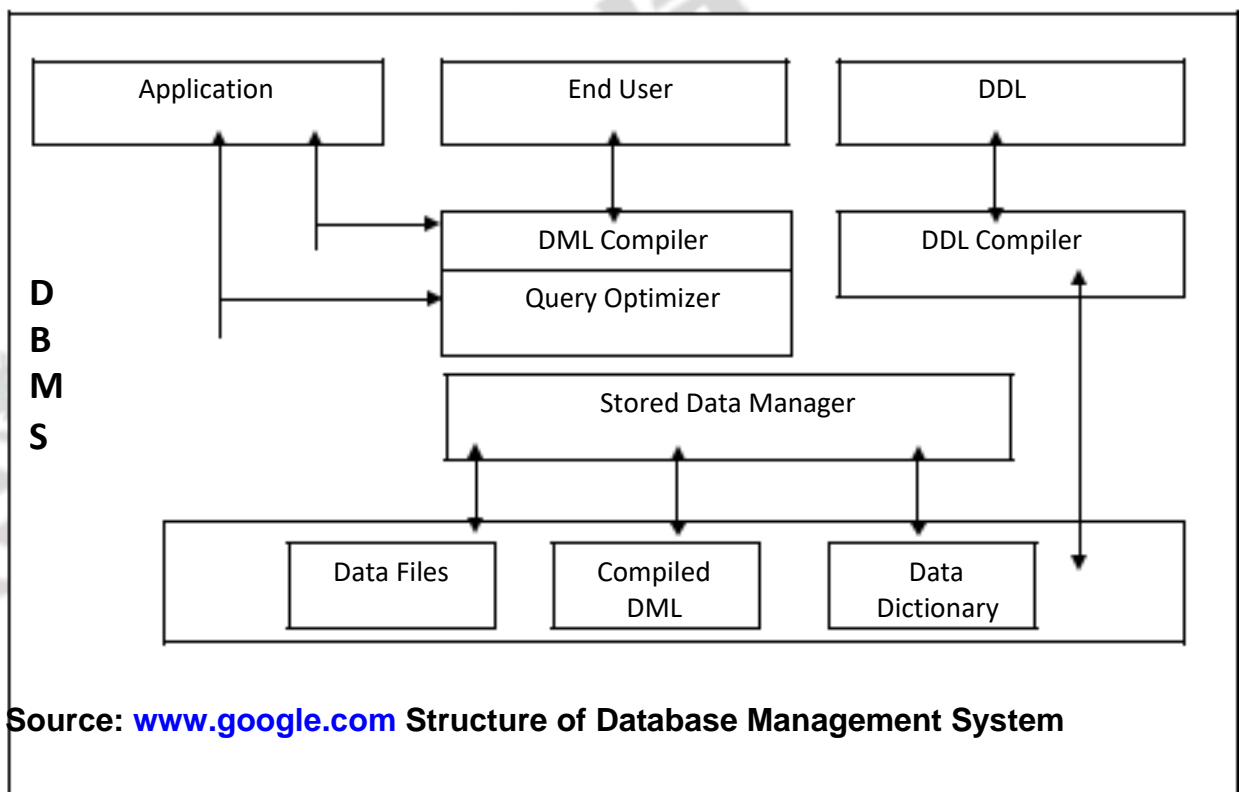 Application
End User
DDL
DML Compiler
DDL Compiler
Query Optimizer
D
B
M
S
Stored Data Manager
Data Files
Compiled
DML
Data
Dictionary
Source: www.google.com Structure of Database Management System